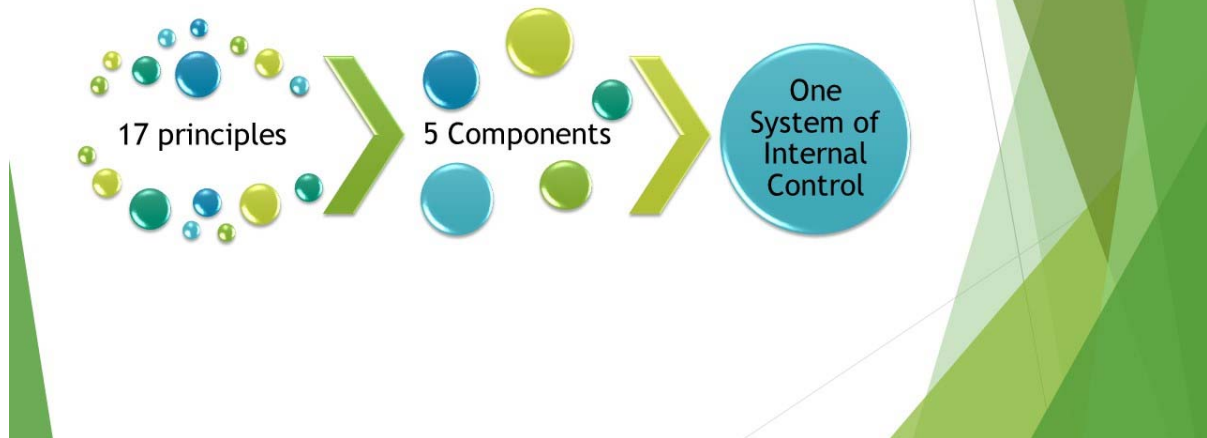 17 principles
5 Components
One
System of
Internal
Control